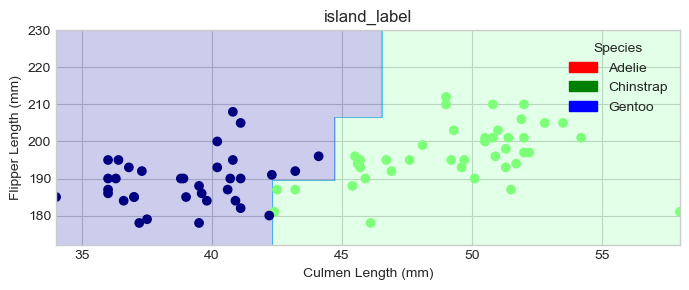 island_label
Species
Adelie
Chinstrap
Gentoo
Flipper Length (mm)
230
220
210
200
190
180
35
40
45
50
55
Culmen Length (mm)